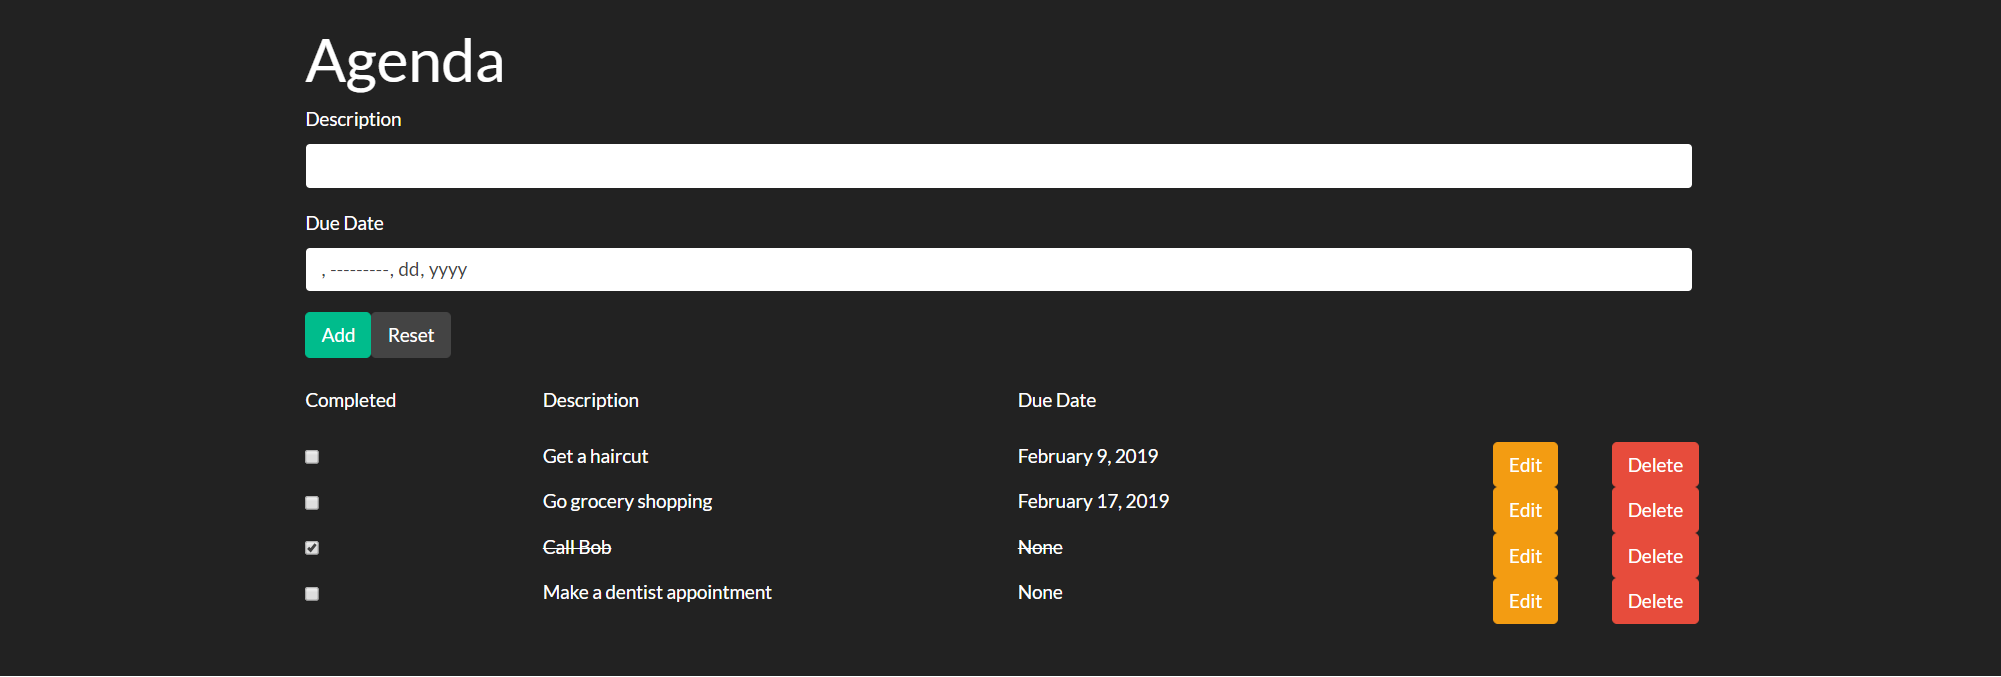 Agenda
Description
Due Date
, ---------, dd, yyyy
Add Reset
Completed Description Due Date
Get a haircut February 9, 2019 Edit Delete
Go grocery shopping February 17, 2019 Edit Delete
Call Bob None Edit Delete
Make a dentist appointment None Edit Delete